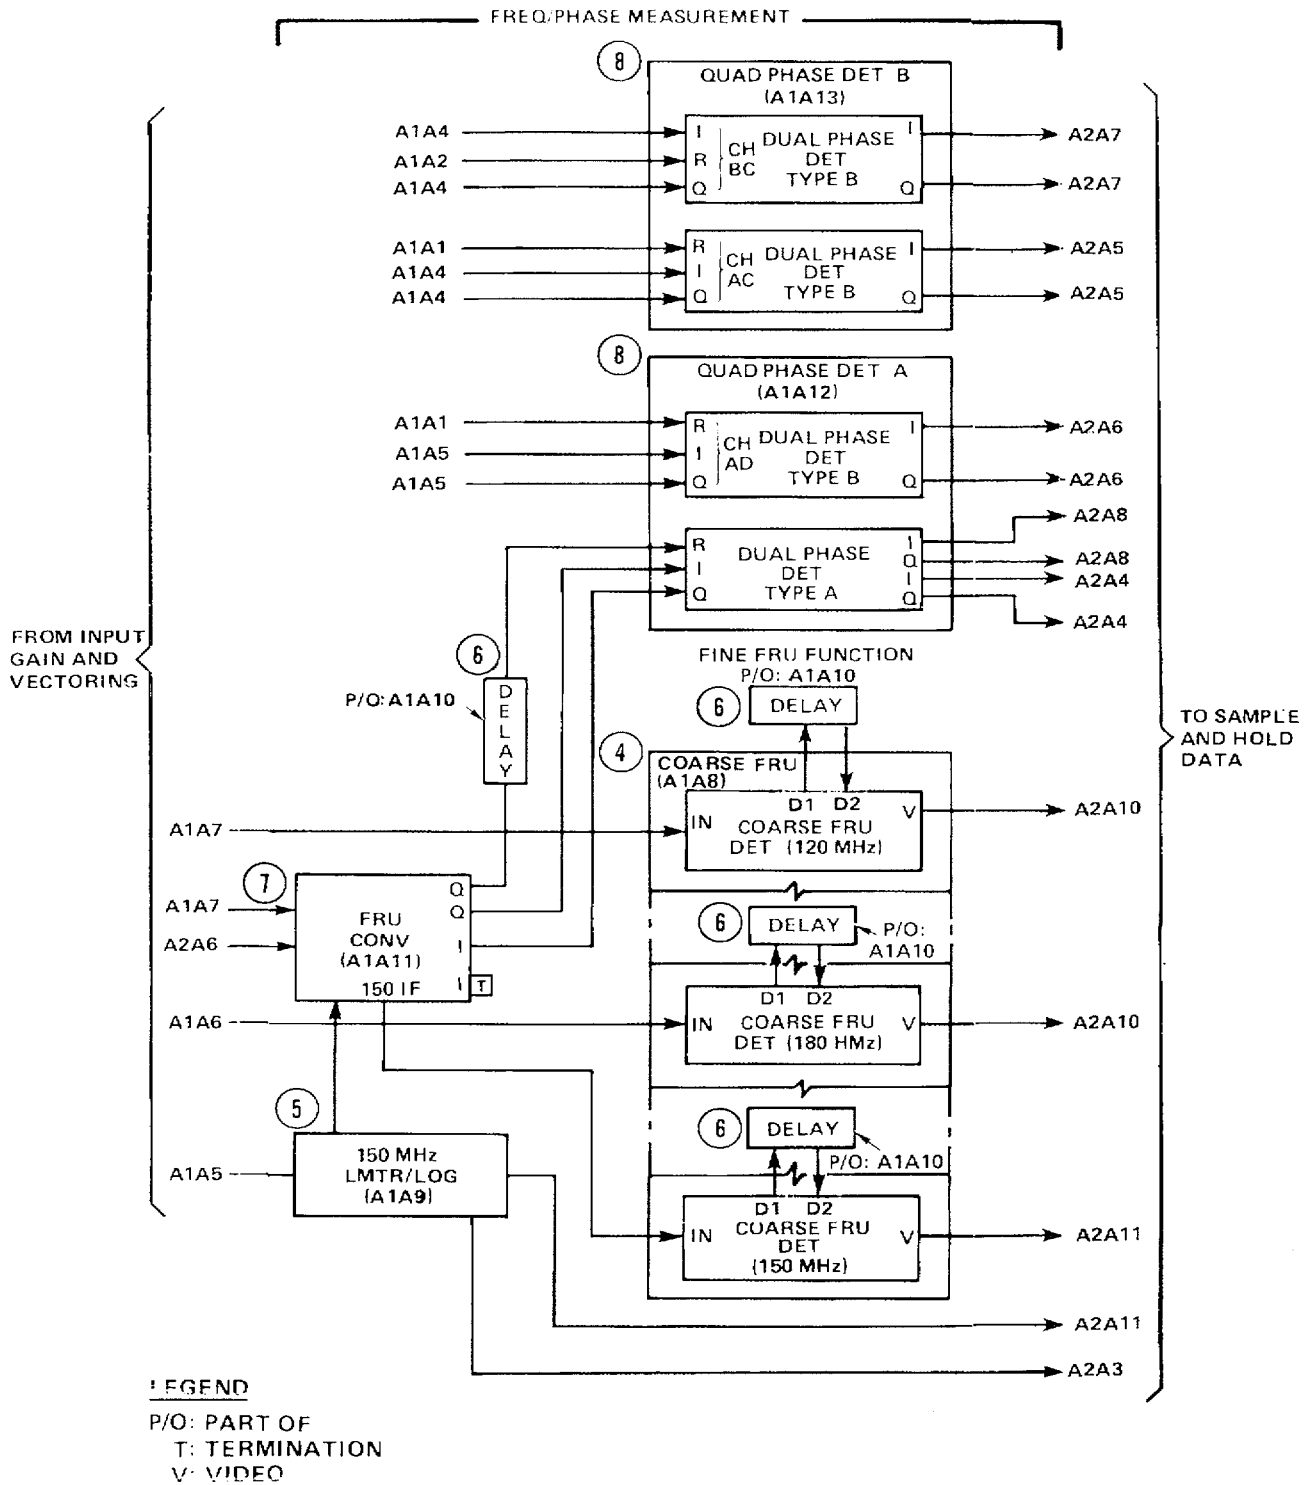 FREQ/PHASE MEASUREMENT
8
QUAD PHASE DET B
(A1A13)
A1A4
A1A2
A1A4
I
R
Q
CH
BC
DUAL PHASE
DET
TYPE B
I
Q
A2A7
A2A7
A1A1
A1A4
A1A4
R
I
Q
CH
AC
DUAL PHASE
DET
TYPE B
I
Q
A2A5
A2A5
8
QUAD PHASE DET A
(A1A12)
A1A1
A1A5
A1A5
R
I
Q
CH
AD
DUAL PHASE
DET
TYPE B
I
Q
A2A6
A2A6
R
I
Q
DUAL PHASE
DET
TYPE A
I
Q
I
Q
A2A8
A2A8
A2A4
A2A4
FROM INPUT
GAIN AND
VECTORING
6
P/O:A1A10
DELAY
FINE FRU FUNCTION
P/O: A1A10
6
DELAY
TO SAMPLE
AND HOLD
DATA
4
COARSE FRU
(A1A8)
A1A7
IN
D1 D2
COARSE FRU
DET (120 MHz)
V
A2A10
7
A1A7
A2A6
FRU
CONV
(A1A11)
150 IF
Q
Q
I
I
T
6
DELAY
P/O:
A1A10
A1A6
IN
D1 D2
COARSE FRU
DET (180 HMz)
V
A2A10
5
A1A5
150 MHz
LMTR/LOG
(A1A9)
6
DELAY
P/O: A1A10
IN
D1 D2
COARSE FRU
DET
(150 MHz)
V
A2A11
A2A11
A2A3
LEGEND
P/O: PART OF
T: TERMINATION
V: VIDEO